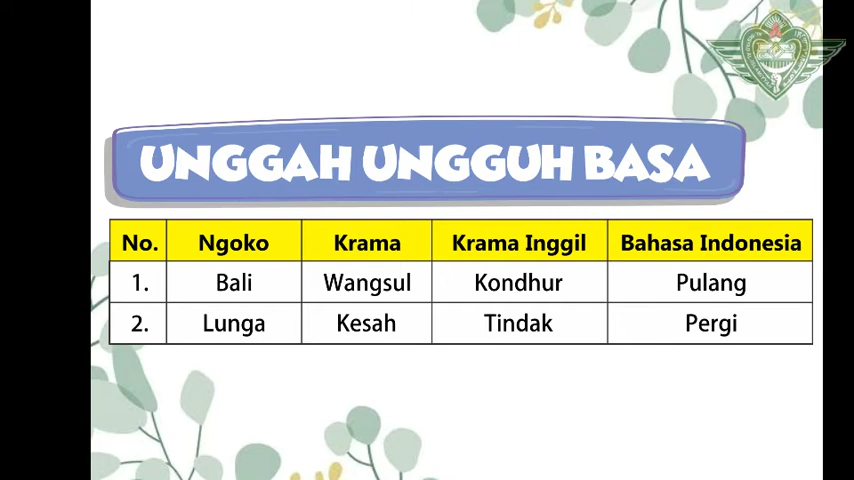 UNGGAH UNGGUH BASA
No. Ngoko Krama Krama Inggil Bahasa Indonesia
1. Bali Wangsul Kondhur Pulang
2. Lunga Kesah Tindak Pergi